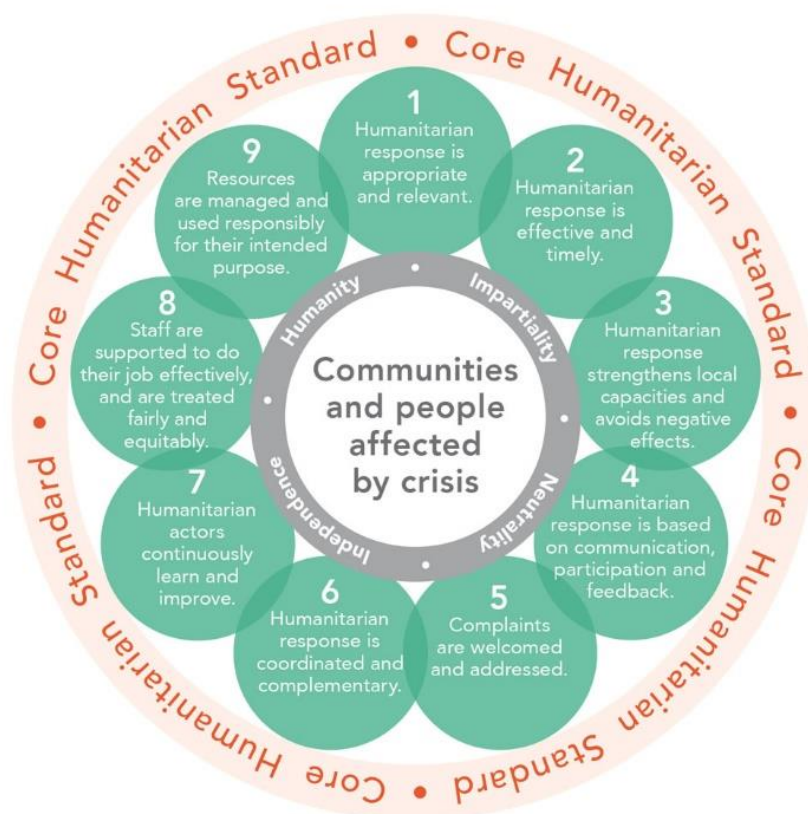 Core Humanitarian Standard • Core Humanitarian Standard • Core Humanitarian Standard • Core Humanitarian Standard •
1
Humanitarian
response is
appropriate
and relevant.
2
Humanitarian
response is
effective and
timely.
3
Humanitarian
response
strengthens local
capacities and
avoids negative
effects.
4
Humanitarian
response is based
on communication,
participation and
feedback.
5
Complaints
are welcomed
and addressed.
6
Humanitarian
response is
coordinated and
complementary.
7
Humanitarian
actors
continuously
learn and
improve.
8
Staff are
supported to do
their job effectively,
and are treated
fairly and
equitably.
9
Resources
are managed and
used responsibly
for their intended
purpose.
Humanity • Impartiality • Neutrality • Independence •
Communities
and people
affected
by crisis